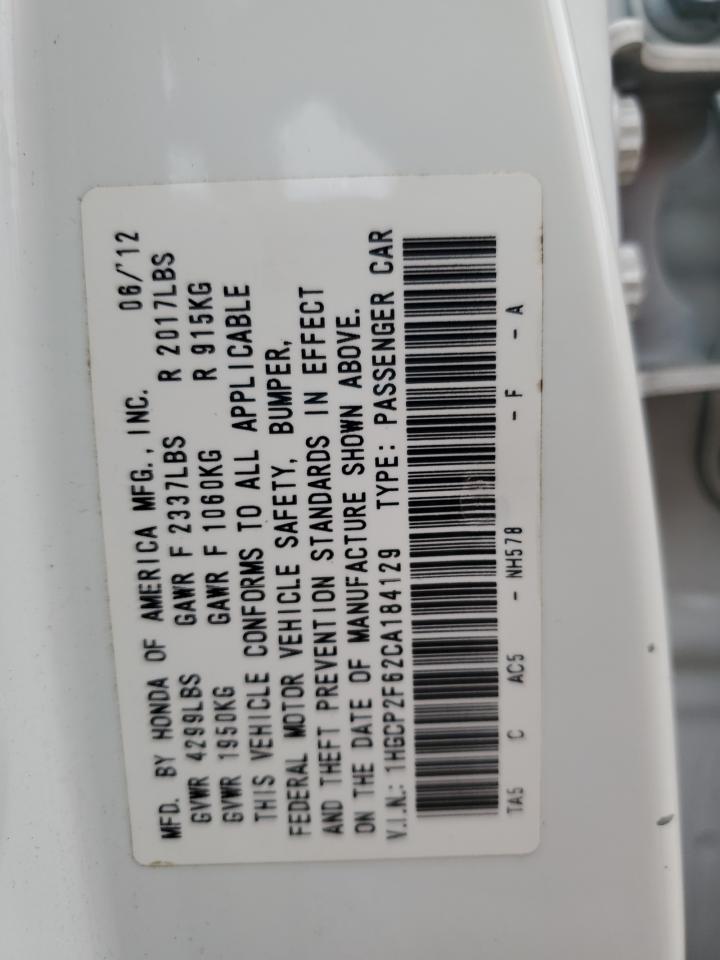 MFD. BY HONDA OF AMERICA MFG., INC. 06/'12
GVWR 4299LBS GAWR F 2337LBS R 2017LBS
GVWR 1950KG GAWR F 1060KG R 915KG
THIS VEHICLE CONFORMS TO ALL APPLICABLE
FEDERAL MOTOR VEHICLE SAFETY, BUMPER,
AND THEFT PREVENTION STANDARDS IN EFFECT
ON THE DATE OF MANUFACTURE SHOWN ABOVE.
V.I.N.: 1HGCP2F62CA184129 TYPE: PASSENGER CAR
TA5 C AC5 - NH578 - F - A